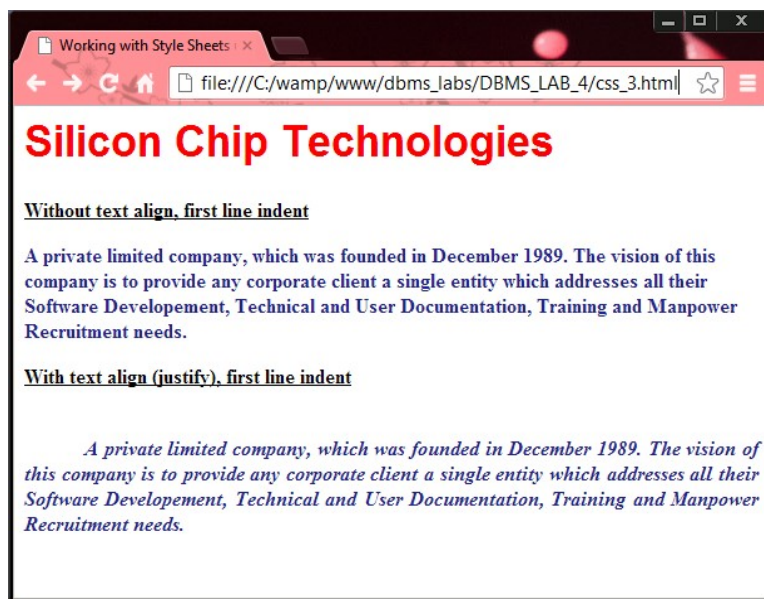 Working with Style Sheets
file:///C:/wamp/www/dbms_labs/DBMS_LAB_4/css_3.html
Silicon Chip Technologies
Without text align, first line indent
A private limited company, which was founded in December 1989. The vision of this
company is to provide any corporate client a single entity which addresses all their
Software Developement, Technical and User Documentation, Training and Manpower
Recruitment needs.
With text align (justify), first line indent
A private limited company, which was founded in December 1989. The vision of
this company is to provide any corporate client a single entity which addresses all their
Software Developement, Technical and User Documentation, Training and Manpower
Recruitment needs.